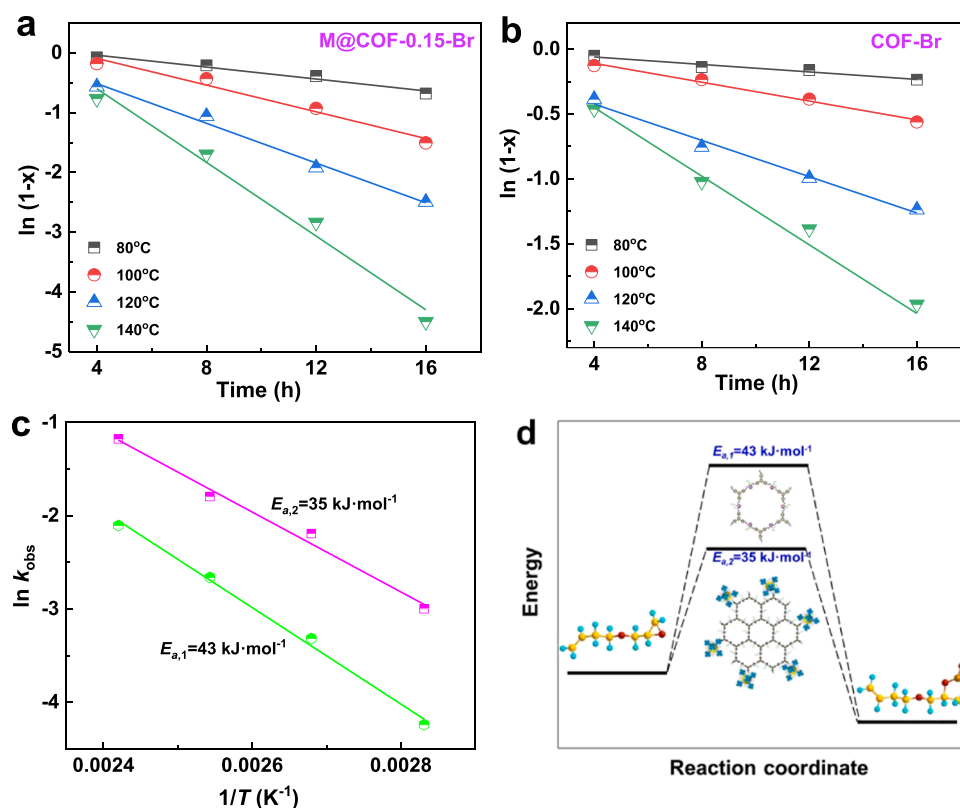 a
M@COF-0.15-Br
0
-1
-2
-3
-4
-5
ln (1-x)
80°C
100°C
120°C
140°C
4
8
12
16
Time (h)
b
COF-Br
0.0
-0.5
-1.0
-1.5
-2.0
ln (1-x)
80°C
100°C
120°C
140°C
4
8
12
16
Time (h)
c
-1
-2
-3
-4
ln kobs
Ea,2=35 kJ·mol-1
Ea,1=43 kJ·mol-1
0.0024
0.0026
0.0028
1/T (K-1)
d
Ea,1=43 kJ·mol-1
Ea,2=35 kJ·mol-1
Energy
Reaction coordinate